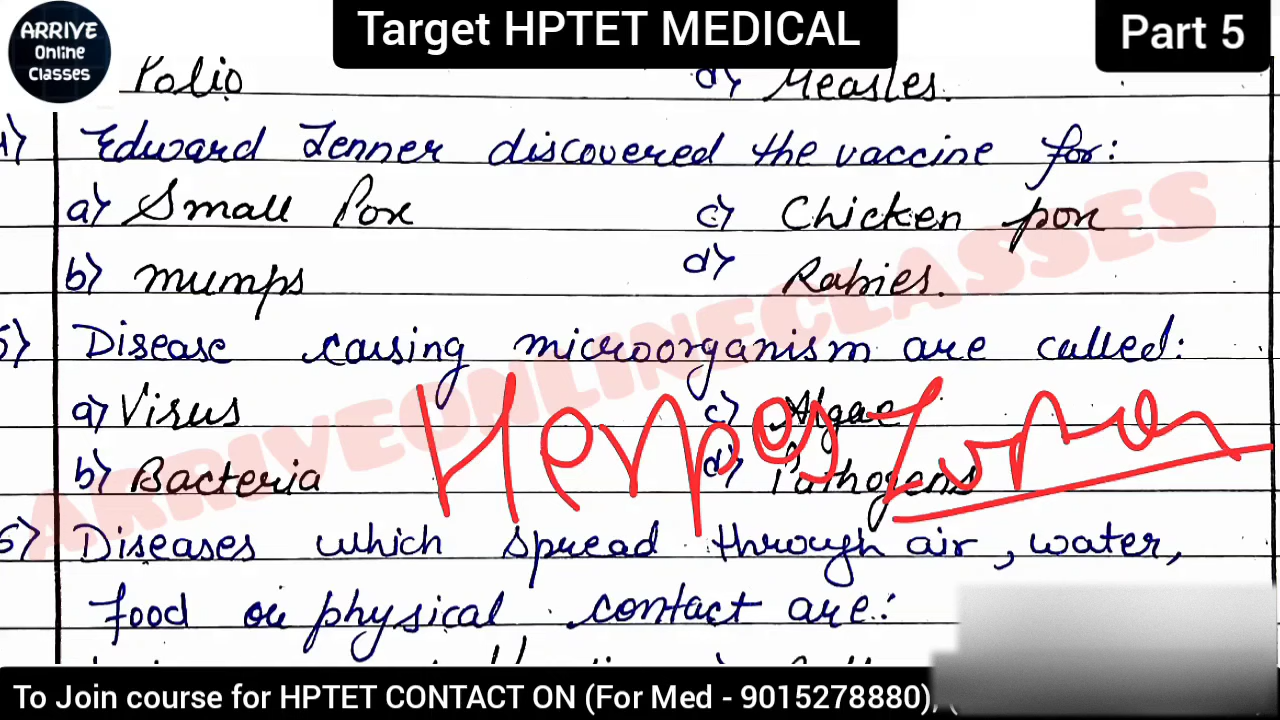 ARRIVE
Online
Classes
Target HPTET MEDICAL
Part 5
Polio d) Measles.
4) Edward Jenner discovered the vaccine for:
a) Small Pox c) Chicken pox
b) mumps d) Rabies.
5) Disease causing microorganism are called:
a) Virus c) Algae
b) Bacteria d) Pathogens
Herpes
6) Diseases which spread through air, water,
food or physical contact are:
ARRIVEONLINECLASSES
To Join course for HPTET CONTACT ON (For Med - 9015278880), (